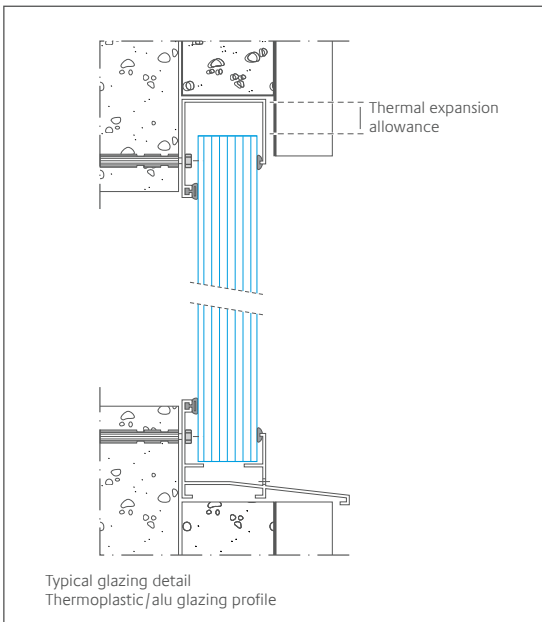 Thermal expansion
allowance
Typical glazing detail
Thermoplastic/alu glazing profile